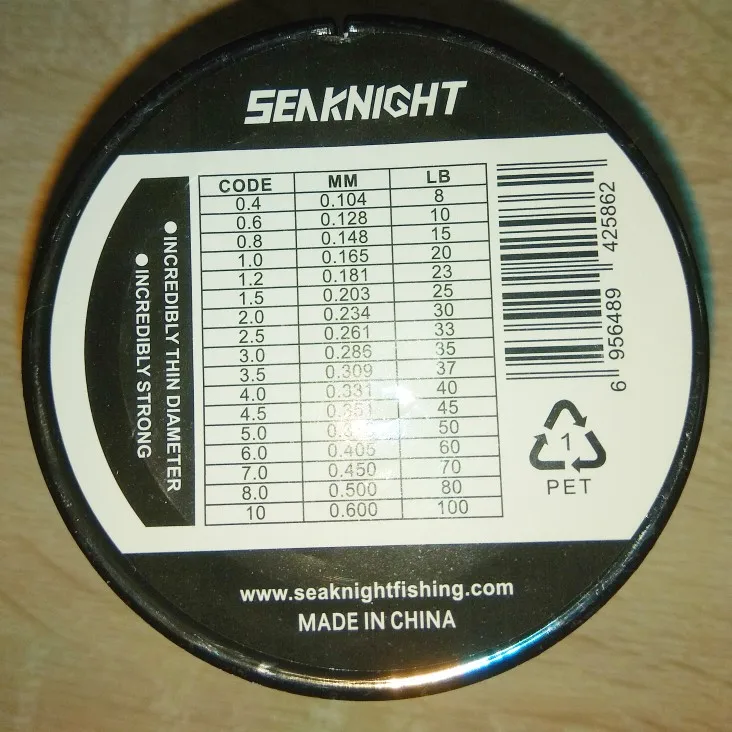 SEAKNIGHT
● INCREDIBLY THIN DIAMETER
● INCREDIBLY STRONG
CODE MM LB
0.4 0.104 8
0.6 0.128 10
0.8 0.148 15
1.0 0.165 20
1.2 0.181 23
1.5 0.203 25
2.0 0.234 30
2.5 0.261 33
3.0 0.286 35
3.5 0.309 37
4.0 0.331 40
4.5 0.351 45
5.0 50
6.0 0.405 60
7.0 0.450 70
8.0 0.500 80
10 0.600 100
6 956489 425862
1
PET
www.seaknightfishing.com
MADE IN CHINA